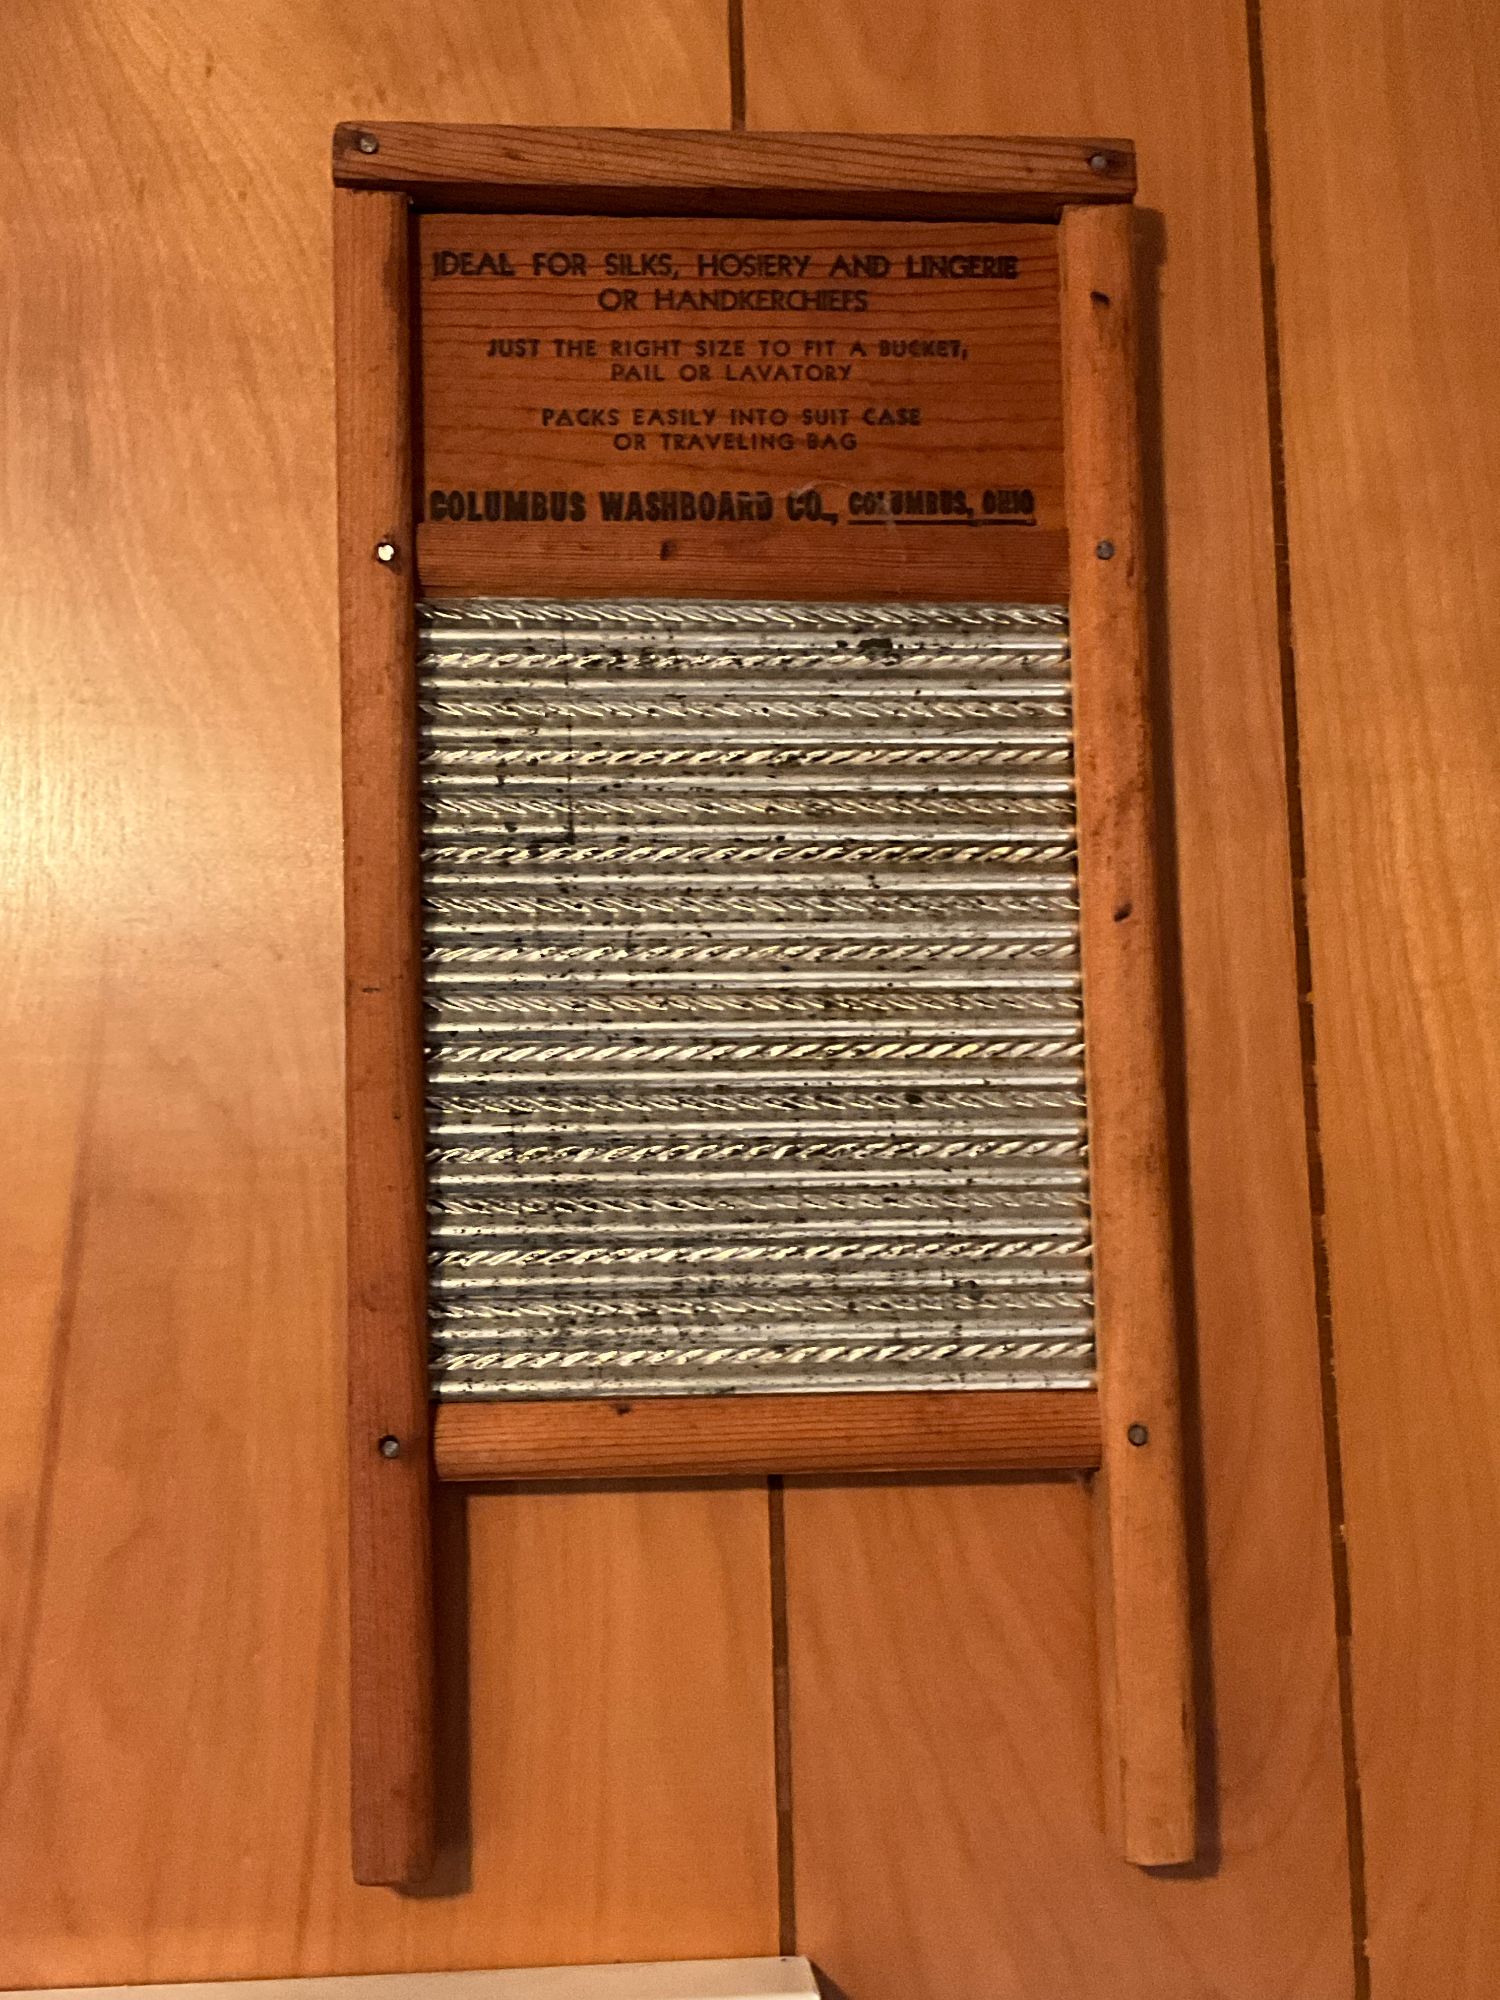 IDEAL FOR SILKS, HOSIERY AND LINGERIE
OR HANDKERCHIEFS
JUST THE RIGHT SIZE TO FIT A BUCKET,
PAIL OR LAVATORY
PACKS EASILY INTO SUIT CASE
OR TRAVELING BAG
COLUMBUS WASHBOARD CO., COLUMBUS, OHIO